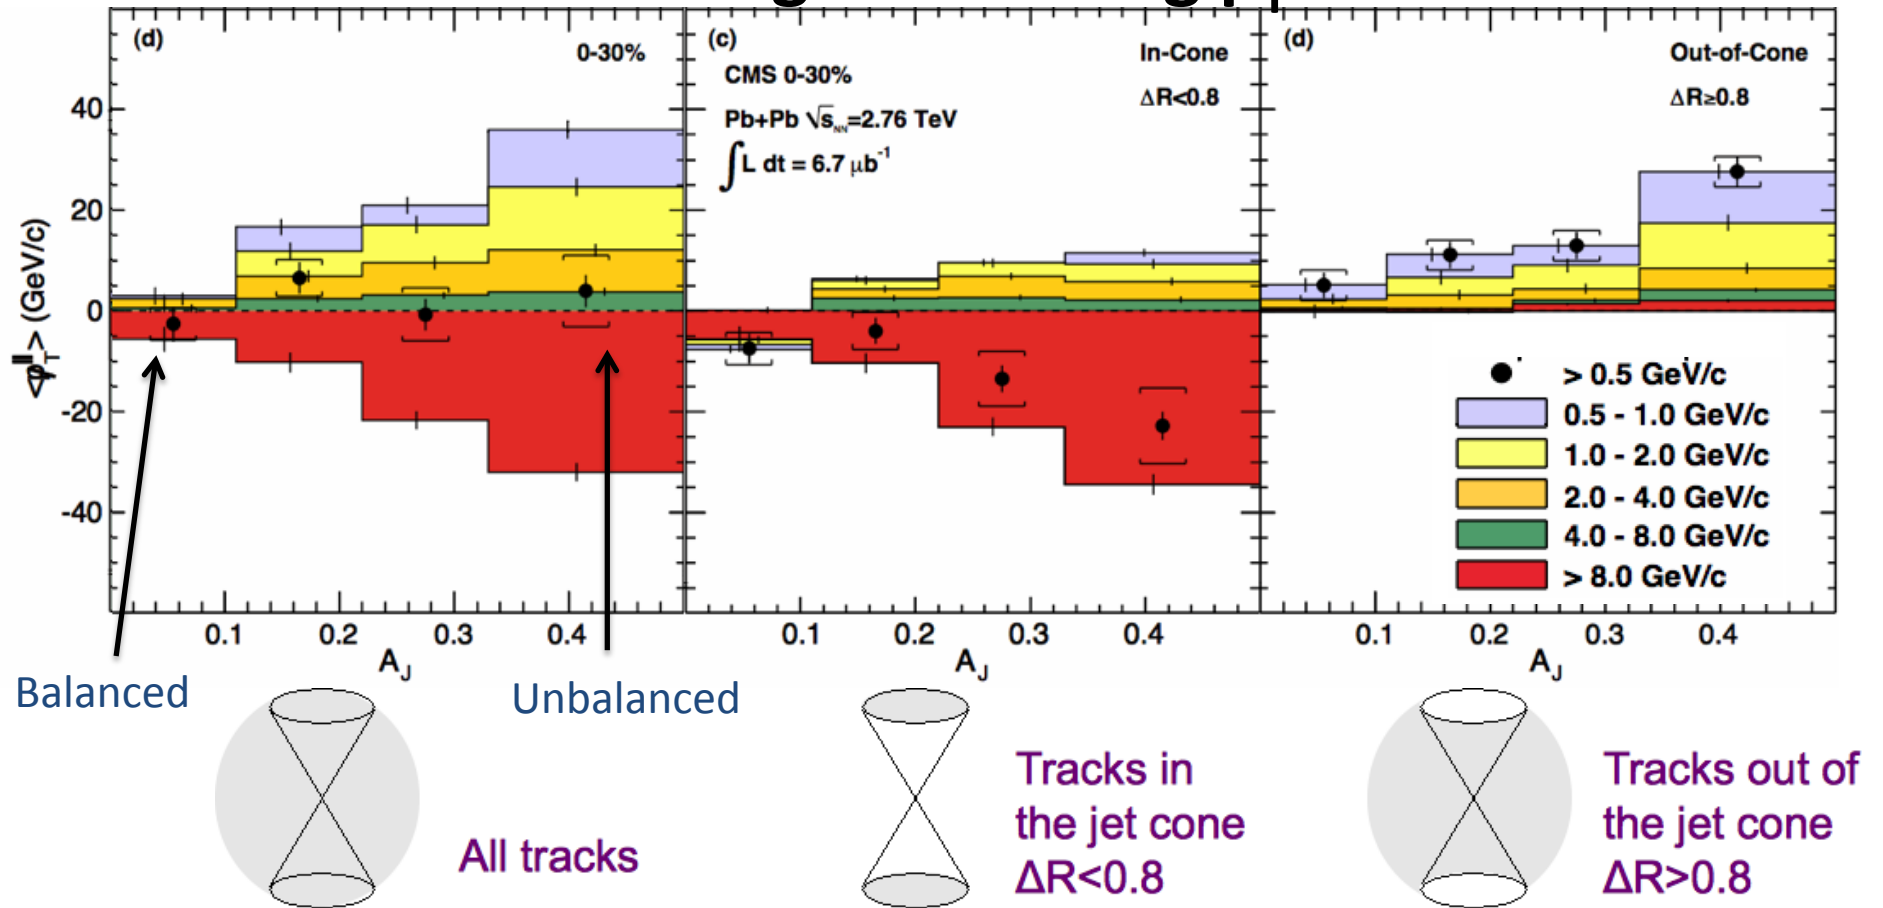 (d)
0-30%
40
20
0
-20
-40
0.1 0.2 0.3 0.4
A_J
(c)
In-Cone
CMS 0-30%
ΔR<0.8
Pb+Pb √s_NN=2.76 TeV
∫L dt = 6.7 μb⁻¹
0.1 0.2 0.3 0.4
A_J
(d)
Out-of-Cone
ΔR≥0.8
> 0.5 GeV/c
0.5 - 1.0 GeV/c
1.0 - 2.0 GeV/c
2.0 - 4.0 GeV/c
4.0 - 8.0 GeV/c
> 8.0 GeV/c
0.1 0.2 0.3 0.4
A_J
(GeV/c)
Balanced
Unbalanced
All tracks
Tracks in
the jet cone
ΔR<0.8
Tracks out of
the jet cone
ΔR>0.8